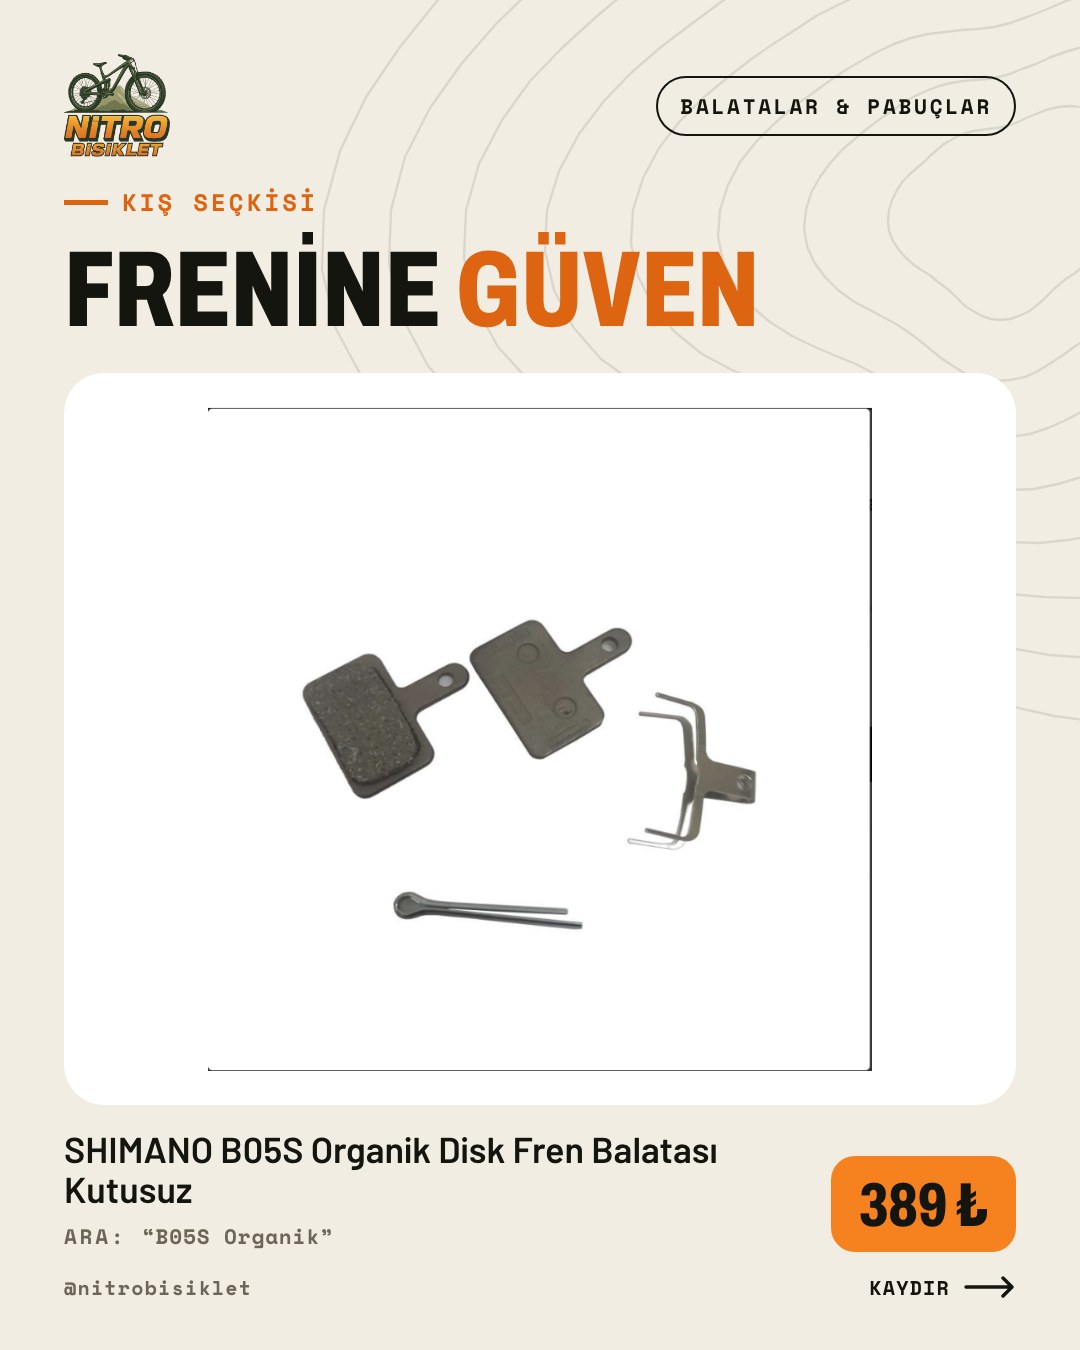 NITRO
BISIKLET
BALATALAR & PABUÇLAR
KIŞ SEÇKİSİ
FRENİNE GÜVEN
SHIMANO B05S Organik Disk Fren Balatası
Kutusuz
389 ₺
ARA: “B05S Organik”
@nitrobisiklet
KAYDIR